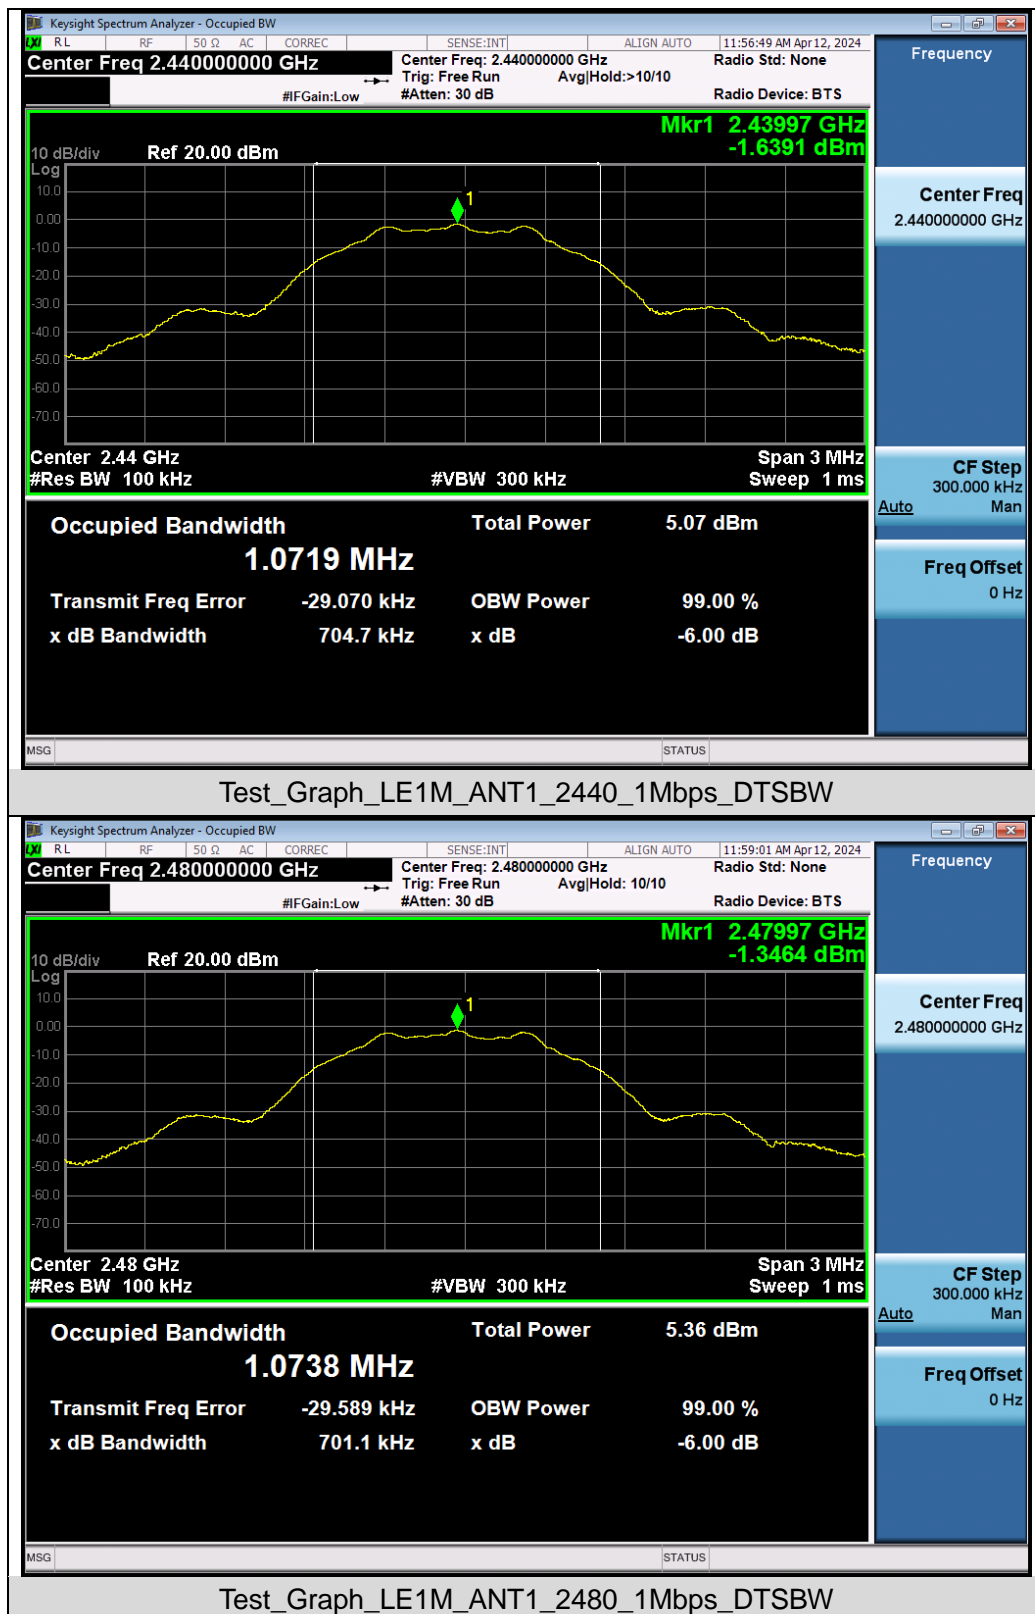 Keysight Spectrum Analyzer - Occupied BW
LXI RL RF 50 Ω AC CORREC SENSE:INT ALIGN AUTO 11:56:49 AM Apr 12, 2024
Center Freq 2.440000000 GHz Center Freq: 2.440000000 GHz Radio Std: None
Trig: Free Run Avg|Hold:>10/10
#IFGain:Low #Atten: 30 dB Radio Device: BTS
Frequency
Mkr1 2.43997 GHz
-1.6391 dBm
10 dB/div Ref 20.00 dBm
Log
10.0
1
0.00
-10.0
-20.0
-30.0
-40.0
-50.0
-60.0
-70.0
Center Freq
2.440000000 GHz
Center 2.44 GHz Span 3 MHz
#Res BW 100 kHz #VBW 300 kHz Sweep 1 ms
CF Step
300.000 kHz
Auto Man
Occupied Bandwidth Total Power 5.07 dBm
1.0719 MHz
Transmit Freq Error -29.070 kHz OBW Power 99.00 %
x dB Bandwidth 704.7 kHz x dB -6.00 dB
Freq Offset
0 Hz
MSG STATUS
Test_Graph_LE1M_ANT1_2440_1Mbps_DTSBW
Keysight Spectrum Analyzer - Occupied BW
LXI RL RF 50 Ω AC CORREC SENSE:INT ALIGN AUTO 11:59:01 AM Apr 12, 2024
Center Freq 2.480000000 GHz Center Freq: 2.480000000 GHz Radio Std: None
Trig: Free Run Avg|Hold: 10/10
#IFGain:Low #Atten: 30 dB Radio Device: BTS
Frequency
Mkr1 2.47997 GHz
-1.3464 dBm
10 dB/div Ref 20.00 dBm
Log
10.0
1
0.00
-10.0
-20.0
-30.0
-40.0
-50.0
-60.0
-70.0
Center Freq
2.480000000 GHz
Center 2.48 GHz Span 3 MHz
#Res BW 100 kHz #VBW 300 kHz Sweep 1 ms
CF Step
300.000 kHz
Auto Man
Occupied Bandwidth Total Power 5.36 dBm
1.0738 MHz
Transmit Freq Error -29.589 kHz OBW Power 99.00 %
x dB Bandwidth 701.1 kHz x dB -6.00 dB
Freq Offset
0 Hz
MSG STATUS
Test_Graph_LE1M_ANT1_2480_1Mbps_DTSBW